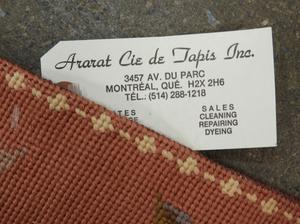 Ararat Cie de Tapis Inc.
3457 AV. DU PARC
MONTRÉAL, QUÉ. H2X 2H6
TÉL.: (514) 288-1218
SALES
CLEANING
REPAIRING
DYEING